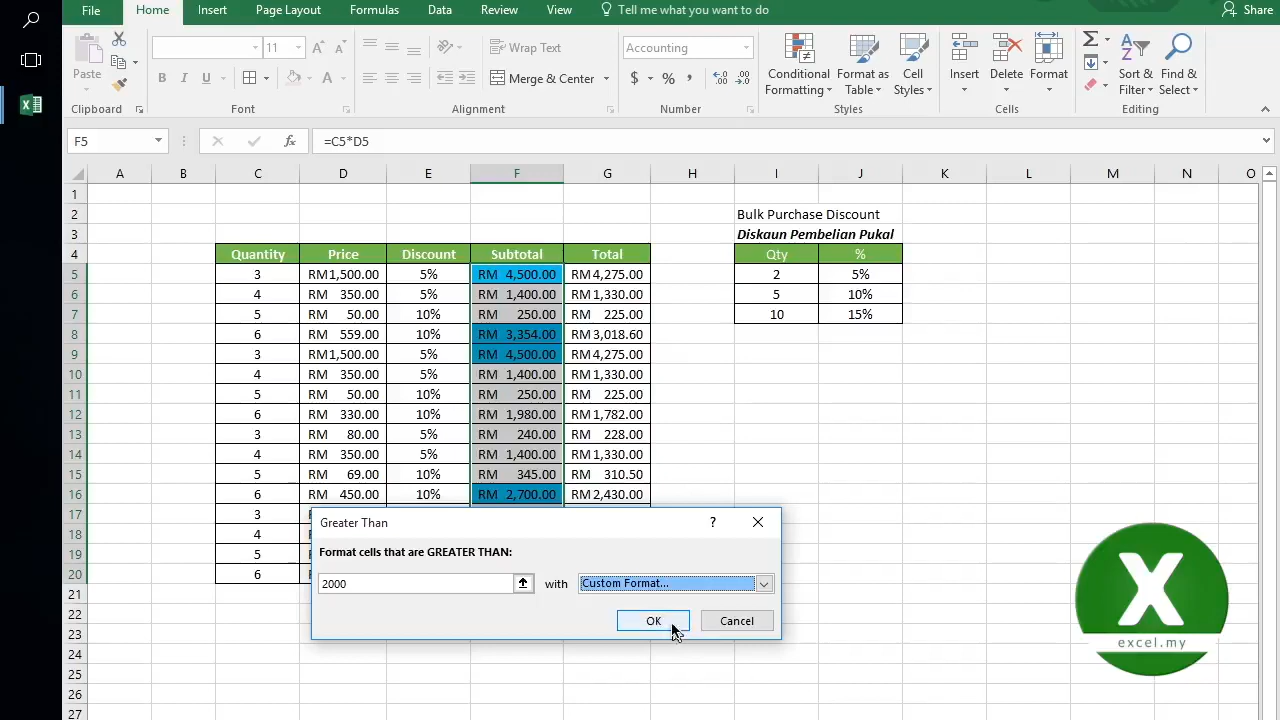 File Home Insert Page Layout Formulas Data Review View Tell me what you want to do Share
Paste 11 A A Wrap Text Accounting Conditional Formatting Format as Table Cell Styles Insert Delete Format Sort & Filter Find & Select
B I U A Merge & Center $ % ,
Clipboard Font Alignment Number Styles Cells Editing
F5 fx =C5*D5
A B C D E F G H I J K L M N O
1
2 Bulk Purchase Discount
3 Diskaun Pembelian Pukal
4 Quantity Price Discount Subtotal Total Qty %
5 3 RM1,500.00 5% RM 4,500.00 RM4,275.00 2 5%
6 4 RM 350.00 5% RM 1,400.00 RM1,330.00 5 10%
7 5 RM 50.00 10% RM 250.00 RM 225.00 10 15%
8 6 RM 559.00 10% RM 3,354.00 RM3,018.60
9 3 RM1,500.00 5% RM 4,500.00 RM4,275.00
10 4 RM 350.00 5% RM 1,400.00 RM1,330.00
11 5 RM 50.00 10% RM 250.00 RM 225.00
12 6 RM 330.00 10% RM 1,980.00 RM1,782.00
13 3 RM 80.00 5% RM 240.00 RM 228.00
14 4 RM 350.00 5% RM 1,400.00 RM1,330.00
15 5 RM 69.00 10% RM 345.00 RM 310.50
16 6 RM 450.00 10% RM 2,700.00 RM2,430.00
17 3
18 4
19 5
20 6
21
22
23
24
25
26
27
Greater Than ?
Format cells that are GREATER THAN:
2000 with Custom Format...
OK Cancel
X
excel.my